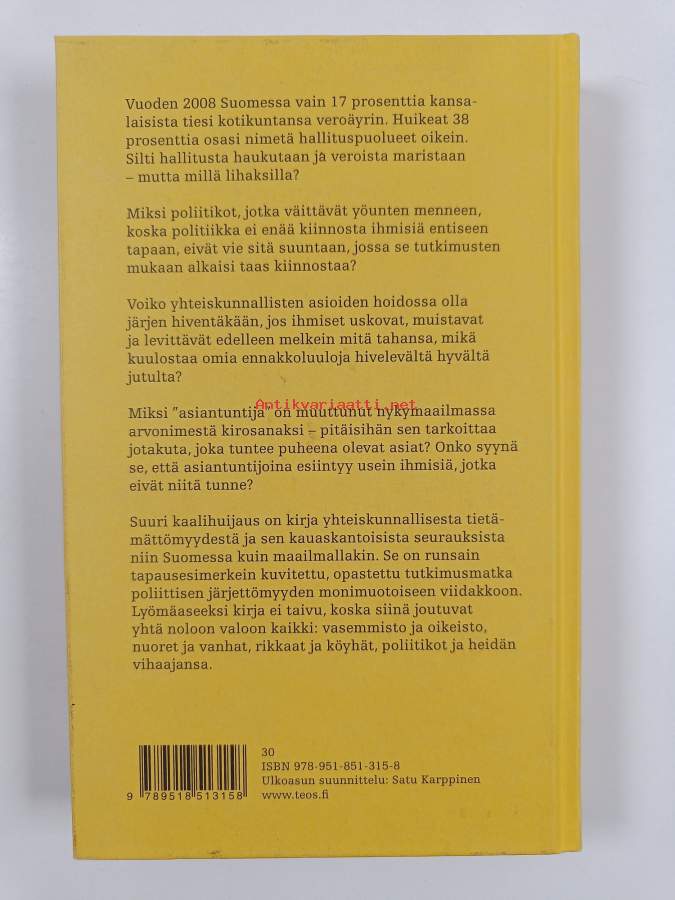 Vuoden 2008 Suomessa vain 17 prosenttia kansa-
laisista tiesi kotikuntansa veroäyrin. Huikeat 38
prosenttia osasi nimetä hallituspuolueet oikein.
Silti hallitusta haukutaan ja veroista maristaan
– mutta millä lihaksilla?
Miksi poliitikot, jotka väittävät yöunten menneen,
koska politiikka ei enää kiinnosta ihmisiä entiseen
tapaan, eivät vie sitä suuntaan, jossa se tutkimusten
mukaan alkaisi taas kiinnostaa?
Voiko yhteiskunnallisten asioiden hoidossa olla
järjen hiventäkään, jos ihmiset uskovat, muistavat
ja levittävät edelleen melkein mitä tahansa, mikä
kuulostaa omia ennakkoluuloja hivelevältä hyvältä
jutulta?
Antikvariaatti.net
Miksi ”asiantuntija” on muuttunut nykymaailmassa
arvonimestä kirosanaksi – pitäisihän sen tarkoittaa
jotakuta, joka tuntee puheena olevat asiat? Onko syynä
se, että asiantuntijoina esiintyy usein ihmisiä, jotka
eivät niitä tunne?
Suuri kaalihuijaus on kirja yhteiskunnallisesta tietä-
mättömyydestä ja sen kauaskantoisista seurauksista
niin Suomessa kuin maailmallakin. Se on runsain
tapausesimerkein kuvitettu, opastettu tutkimusmatka
poliittisen järjettömyyden monimuotoiseen viidakkoon.
Lyömäaseeksi kirja ei taivu, koska siinä joutuvat
yhtä noloon valoon kaikki: vasemmisto ja oikeisto,
nuoret ja vanhat, rikkaat ja köyhät, poliitikot ja heidän
vihaajansa.
30
ISBN 978-951-851-315-8
Ulkoasun suunnittelu: Satu Karppinen
www.teos.fi
9 789518 513158